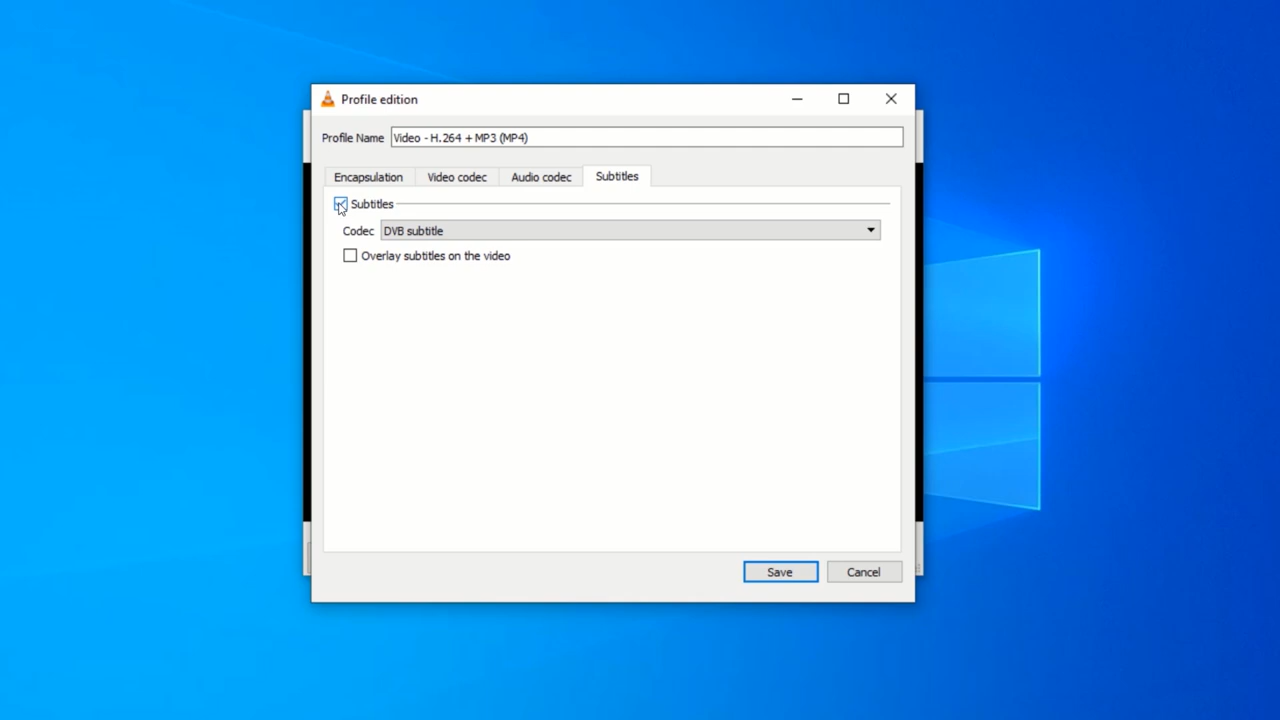 Profile edition
Profile Name Video - H.264 + MP3 (MP4)
Encapsulation Video codec Audio codec Subtitles
Subtitles
Codec DVB subtitle
Overlay subtitles on the video
Save Cancel